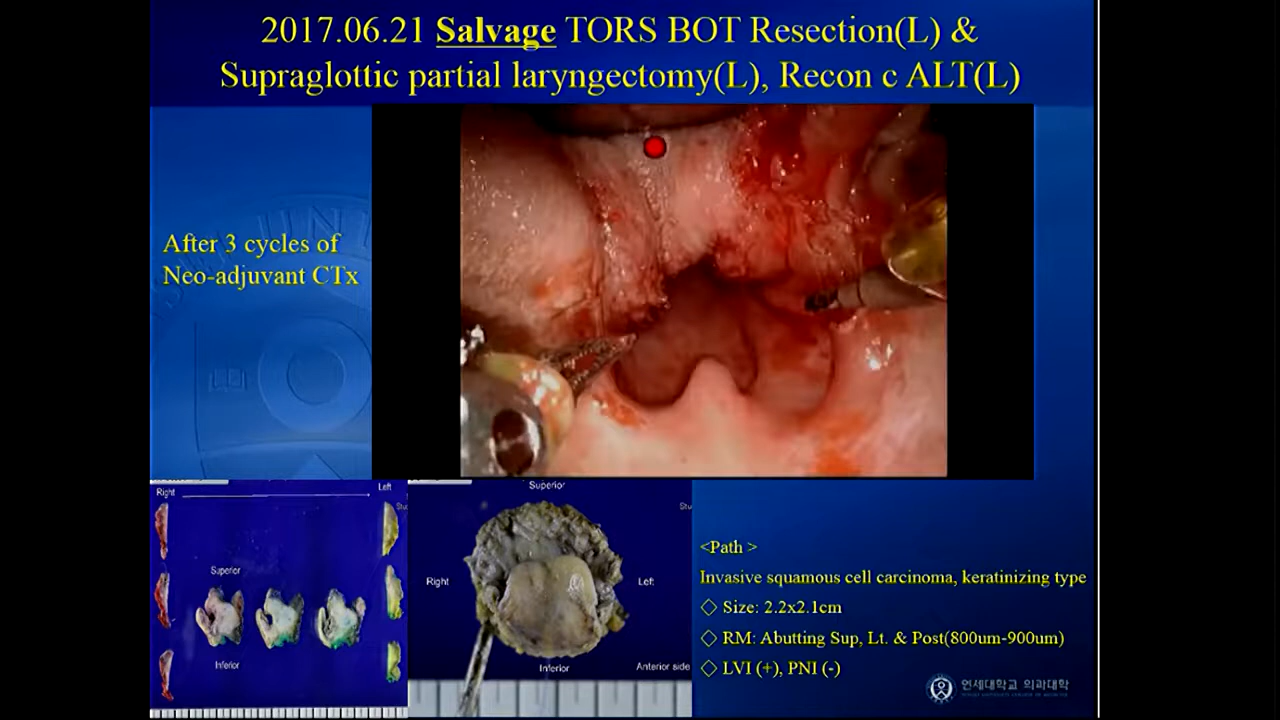 2017.06.21 Salvage TORS BOT Resection(L) &
Supraglottic partial laryngectomy(L), Recon c ALT(L)
After 3 cycles of
Neo-adjuvant CTx
Right
Left
Superior
Inferior
Superior
Right
Left
Inferior
Anterior side
<Path >
Invasive squamous cell carcinoma, keratinizing type
◇ Size: 2.2x2.1cm
◇ RM: Abutting Sup, Lt. & Post(800um-900um)
◇ LVI (+), PNI (-)
연세대학교 의과대학